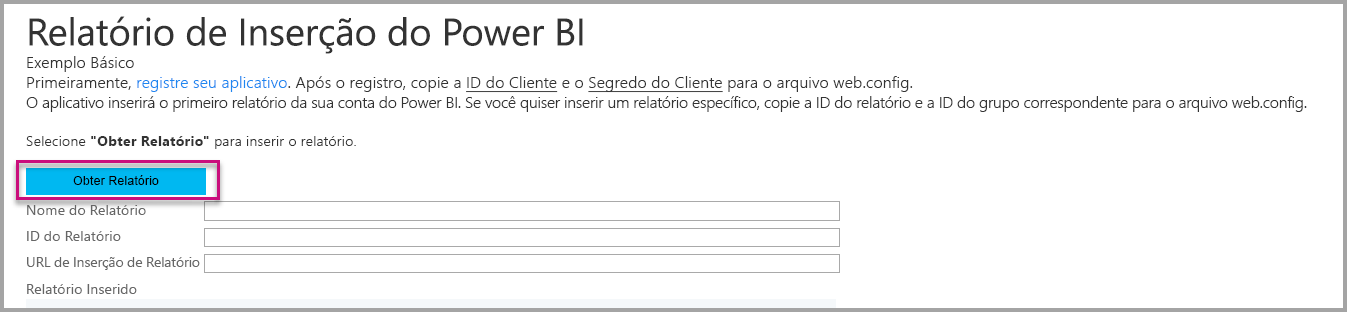 Relatório de Inserção do Power BI
Exemplo Básico
Primeiramente, registre seu aplicativo. Após o registro, copie a ID do Cliente e o Segredo do Cliente para o arquivo web.config.
O aplicativo inserirá o primeiro relatório da sua conta do Power BI. Se você quiser inserir um relatório específico, copie a ID do relatório e a ID do grupo correspondente para o arquivo web.config.
Selecione "Obter Relatório" para inserir o relatório.
Obter Relatório
Nome do Relatório
ID do Relatório
URL de Inserção de Relatório
Relatório Inserido